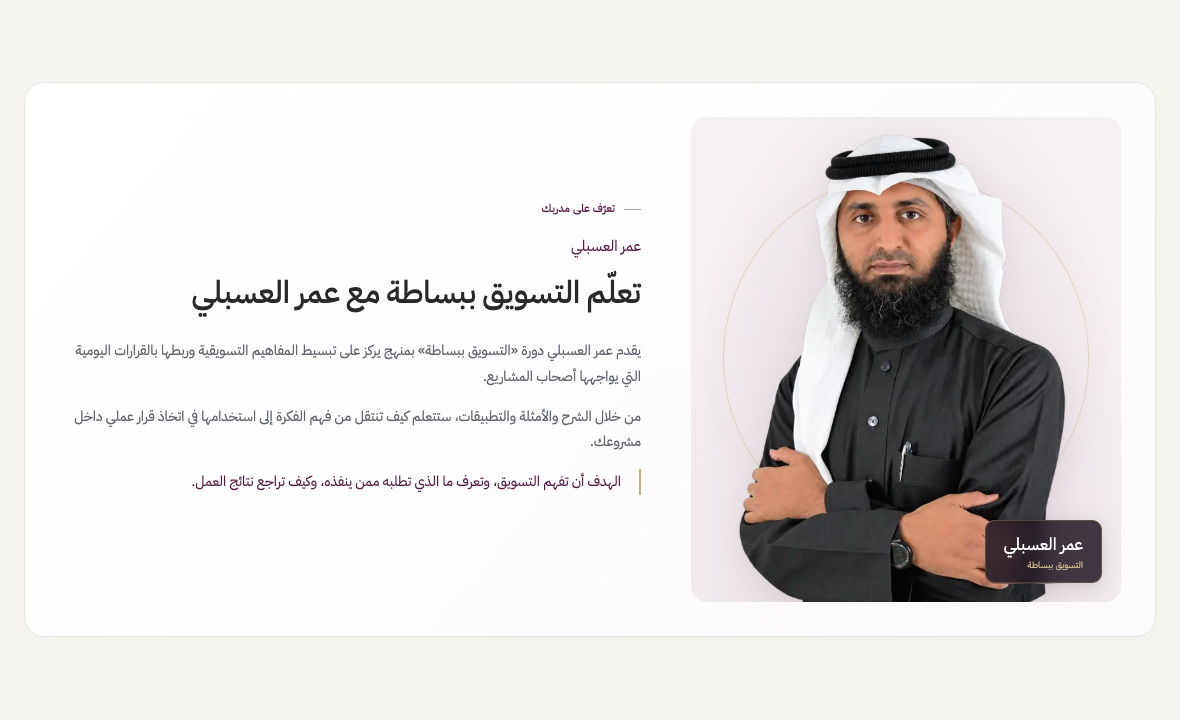 تعرّف على مدربك
عمر العسبلي
تعلّم التسويق ببساطة مع عمر العسبلي
يقدم عمر العسبلي دورة «التسويق ببساطة» بمنهج يركز على تبسيط المفاهيم التسويقية وربطها بالقرارات اليومية
التي يواجهها أصحاب المشاريع.
من خلال الشرح والأمثلة والتطبيقات، ستتعلم كيف تنتقل من فهم الفكرة إلى استخدامها في اتخاذ قرار عملي داخل
مشروعك.
الهدف أن تفهم التسويق، وتعرف ما الذي تطلبه ممن ينفذه، وكيف تراجع نتائج العمل.
عمر العسبلي
التسويق ببساطة